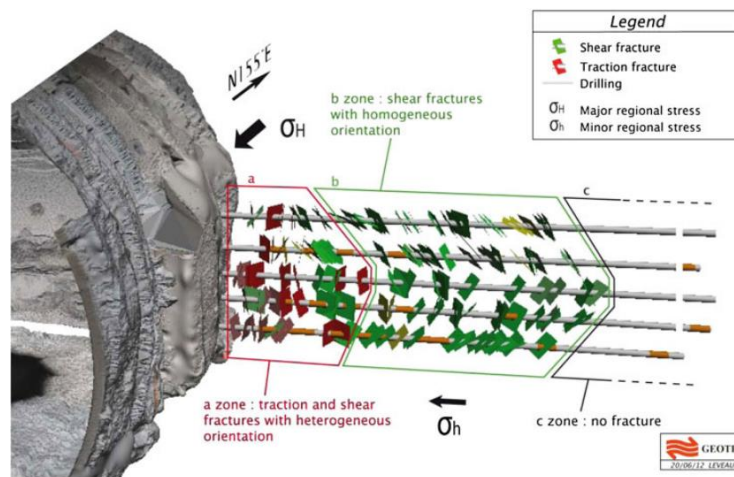 Legend
Shear fracture
Traction fracture
Drilling
σH Major regional stress
σh Minor regional stress
N155°E
σH
b zone : shear fractures
with homogeneous
orientation
a
b
c
a zone : traction and shear
fractures with heterogeneous
orientation
σh
c zone : no fracture
20/06/12 LEVEAU